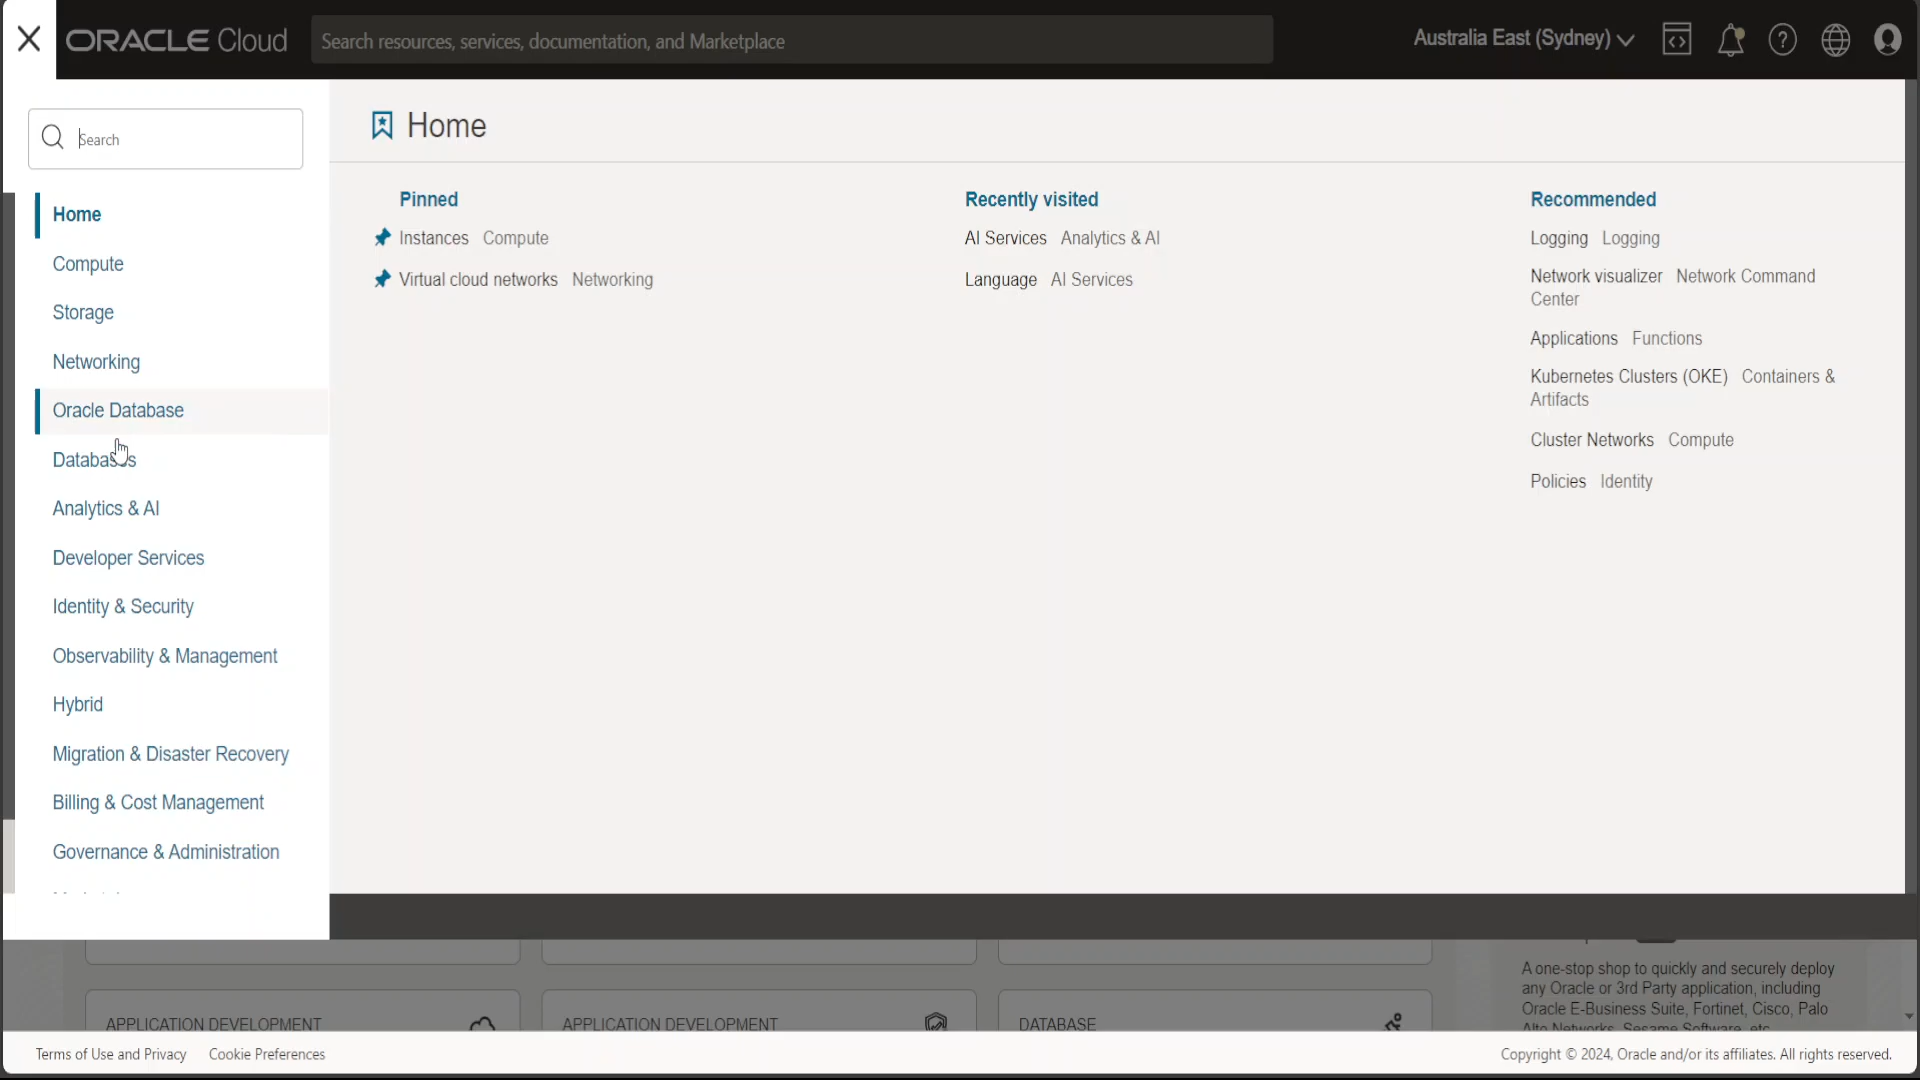 ORACLE Cloud
Search resources, services, documentation, and Marketplace
Australia East (Sydney)
Search
Home
Compute
Storage
Networking
Oracle Database
Databases
Analytics & AI
Developer Services
Identity & Security
Observability & Management
Hybrid
Migration & Disaster Recovery
Billing & Cost Management
Governance & Administration
Home
Pinned
Instances Compute
Virtual cloud networks Networking
Recently visited
AI Services Analytics & AI
Language AI Services
Recommended
Logging Logging
Network visualizer Network Command
Center
Applications Functions
Kubernetes Clusters (OKE) Containers &
Artifacts
Cluster Networks Compute
Policies Identity
APPLICATION DEVELOPMENT
APPLICATION DEVELOPMENT
DATABASE
A one-stop shop to quickly and securely deploy
any Oracle or 3rd Party application, including
Oracle E-Business Suite, Fortinet, Cisco, Palo
Alto Networks, Sesame Software, etc.
Terms of Use and Privacy Cookie Preferences
Copyright © 2024, Oracle and/or its affiliates. All rights reserved.